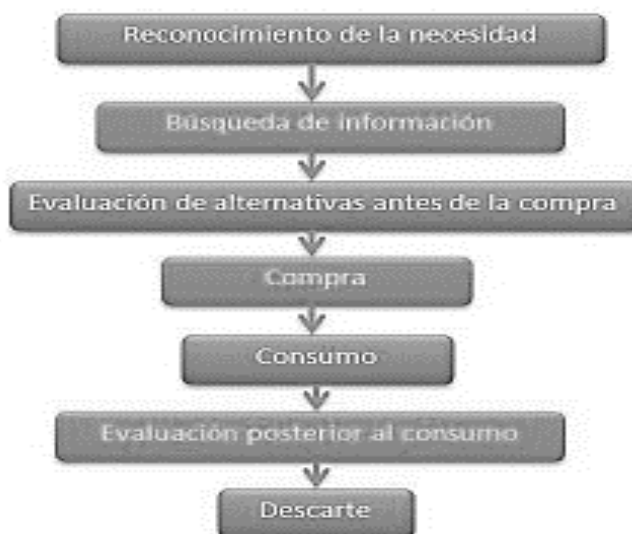 Reconocimiento de la necesidad
Búsqueda de información
Evaluación de alternativas antes de la compra
Compra
Consumo
Evaluación posterior al consumo
Descarte